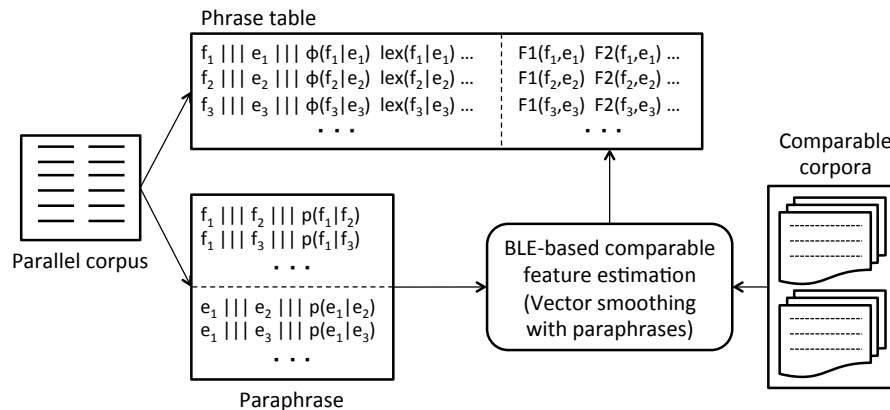 Phrase table
f₁ ||| e₁ ||| ϕ(f₁|e₁) lex(f₁|e₁) ... F1(f₁,e₁) F2(f₁,e₁) ...
f₂ ||| e₂ ||| ϕ(f₂|e₂) lex(f₂|e₂) ... F1(f₂,e₂) F2(f₂,e₂) ...
f₃ ||| e₃ ||| ϕ(f₃|e₃) lex(f₃|e₃) ... F1(f₃,e₃) F2(f₃,e₃) ...
. . . . . .
Parallel corpus
f₁ ||| f₂ ||| p(f₁|f₂)
f₁ ||| f₃ ||| p(f₁|f₃)
. . .
e₁ ||| e₂ ||| p(e₁|e₂)
e₁ ||| e₃ ||| p(e₁|e₃)
. . .
Paraphrase
BLE-based comparable
feature estimation
(Vector smoothing
with paraphrases)
Comparable
corpora